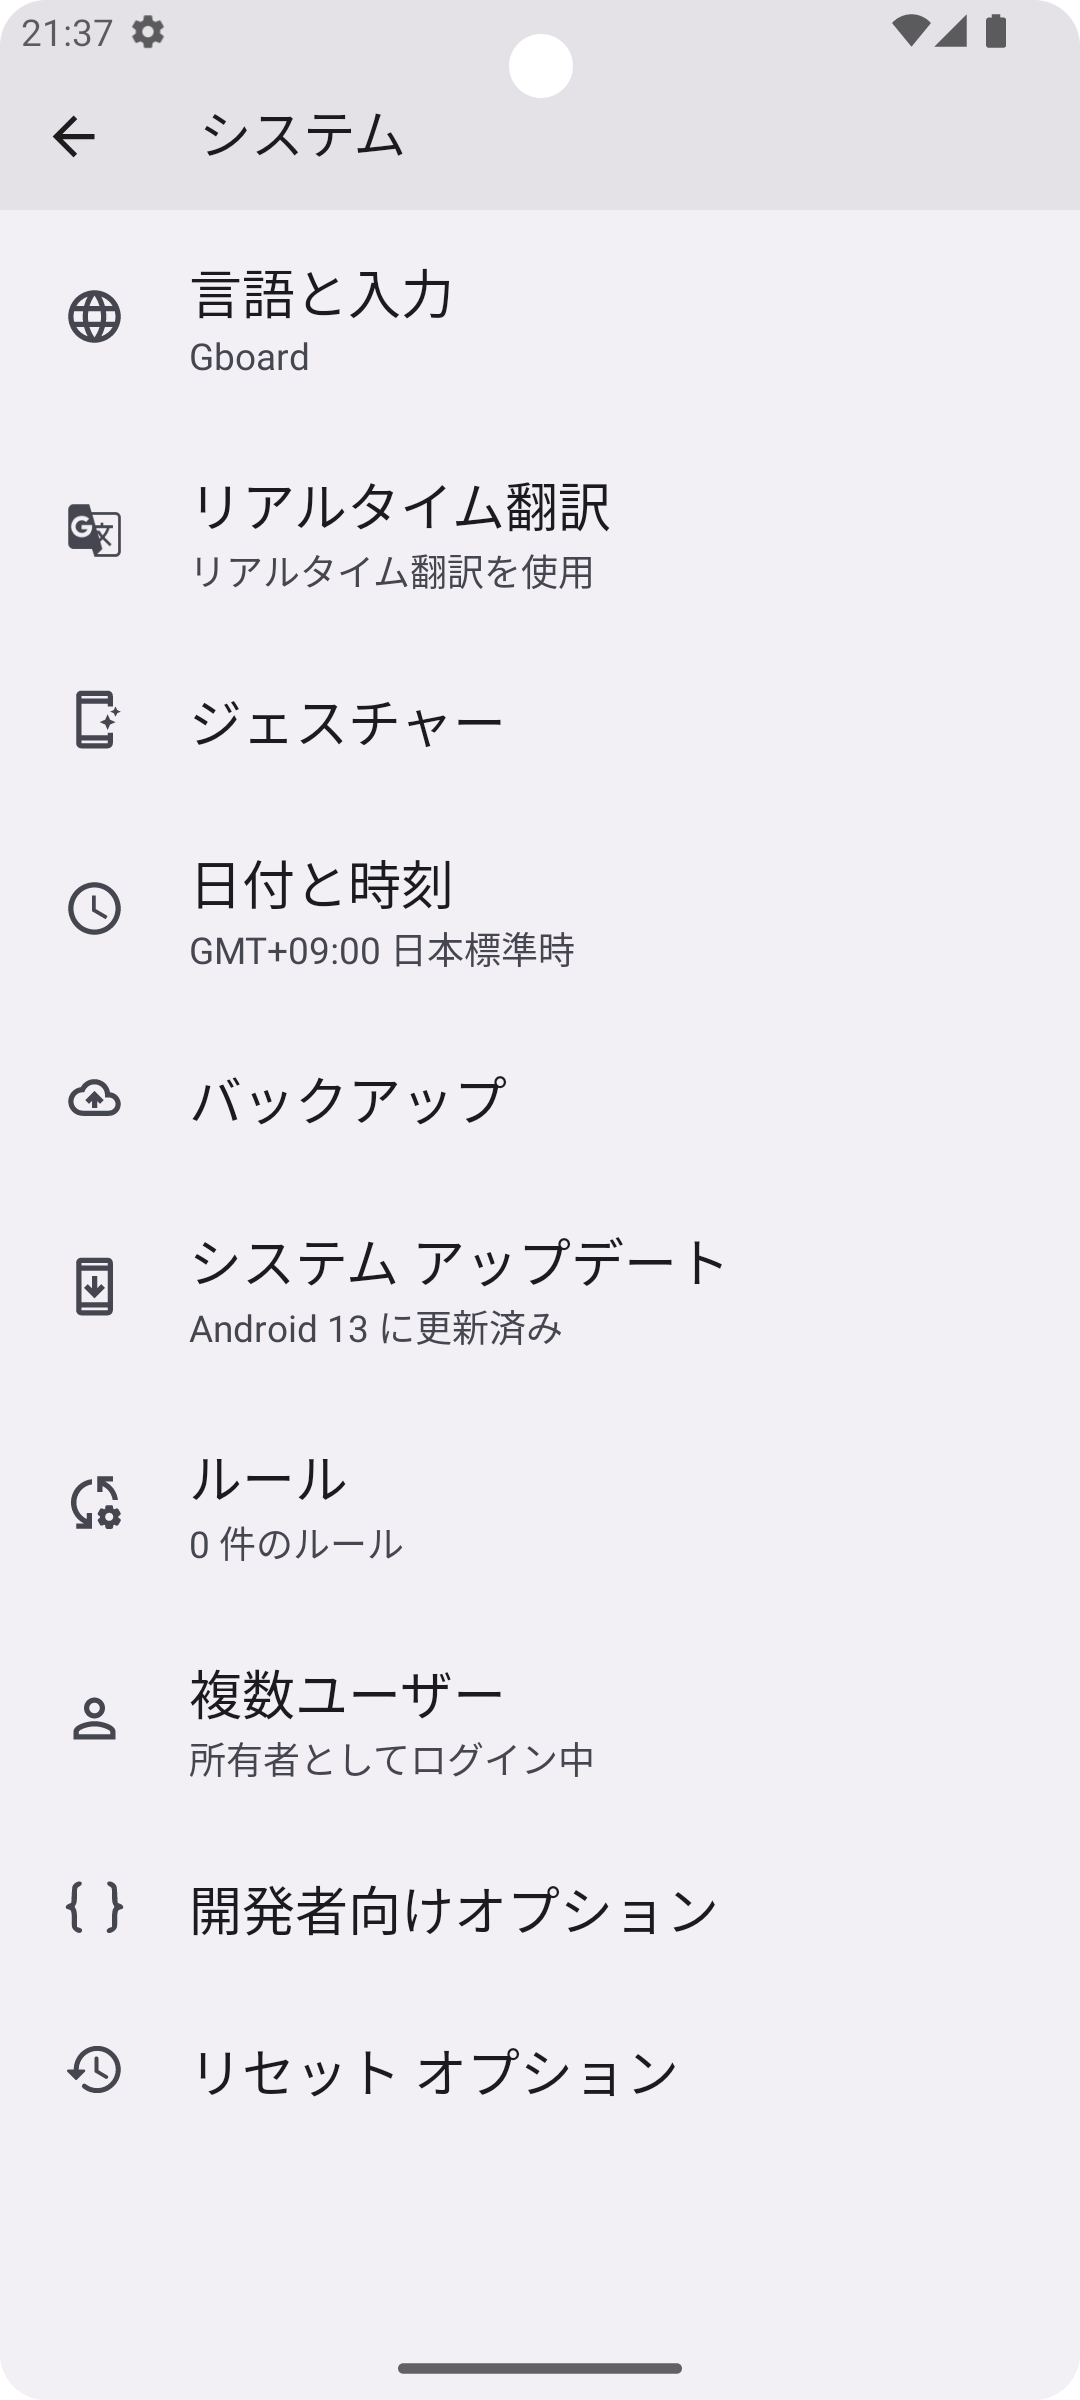 21:37
システム
言語と入力
Gboard
リアルタイム翻訳
リアルタイム翻訳を使用
ジェスチャー
日付と時刻
GMT+09:00 日本標準時
バックアップ
システム アップデート
Android 13 に更新済み
ルール
0 件のルール
複数ユーザー
所有者としてログイン中
開発者向けオプション
リセット オプション